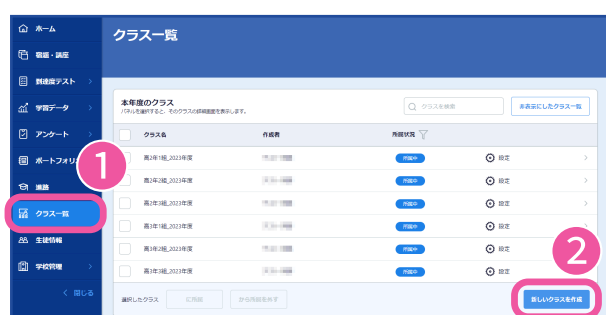 ホーム
宿題・講座
到達度テスト
学習データ
アンケート
ポートフォリ
進路
クラス一覧
生徒情報
学校管理
閉じる
1
クラス一覧
本年度のクラス
パネルを選択すると、そのクラスの詳細画面を表示します。
クラスを検索
非表示にしたクラス一覧
クラス名 作成者 所属状況
高2年1組_2023年度 所属中 設定
高2年2組_2023年度 所属中 設定
高2年3組_2023年度 所属中 設定
高3年1組_2023年度 所属中 設定
高3年2組_2023年度 所属中 設定
高3年3組_2023年度 所属中 設定
2
選択したクラス に所属 から所属を外す
新しいクラスを作成